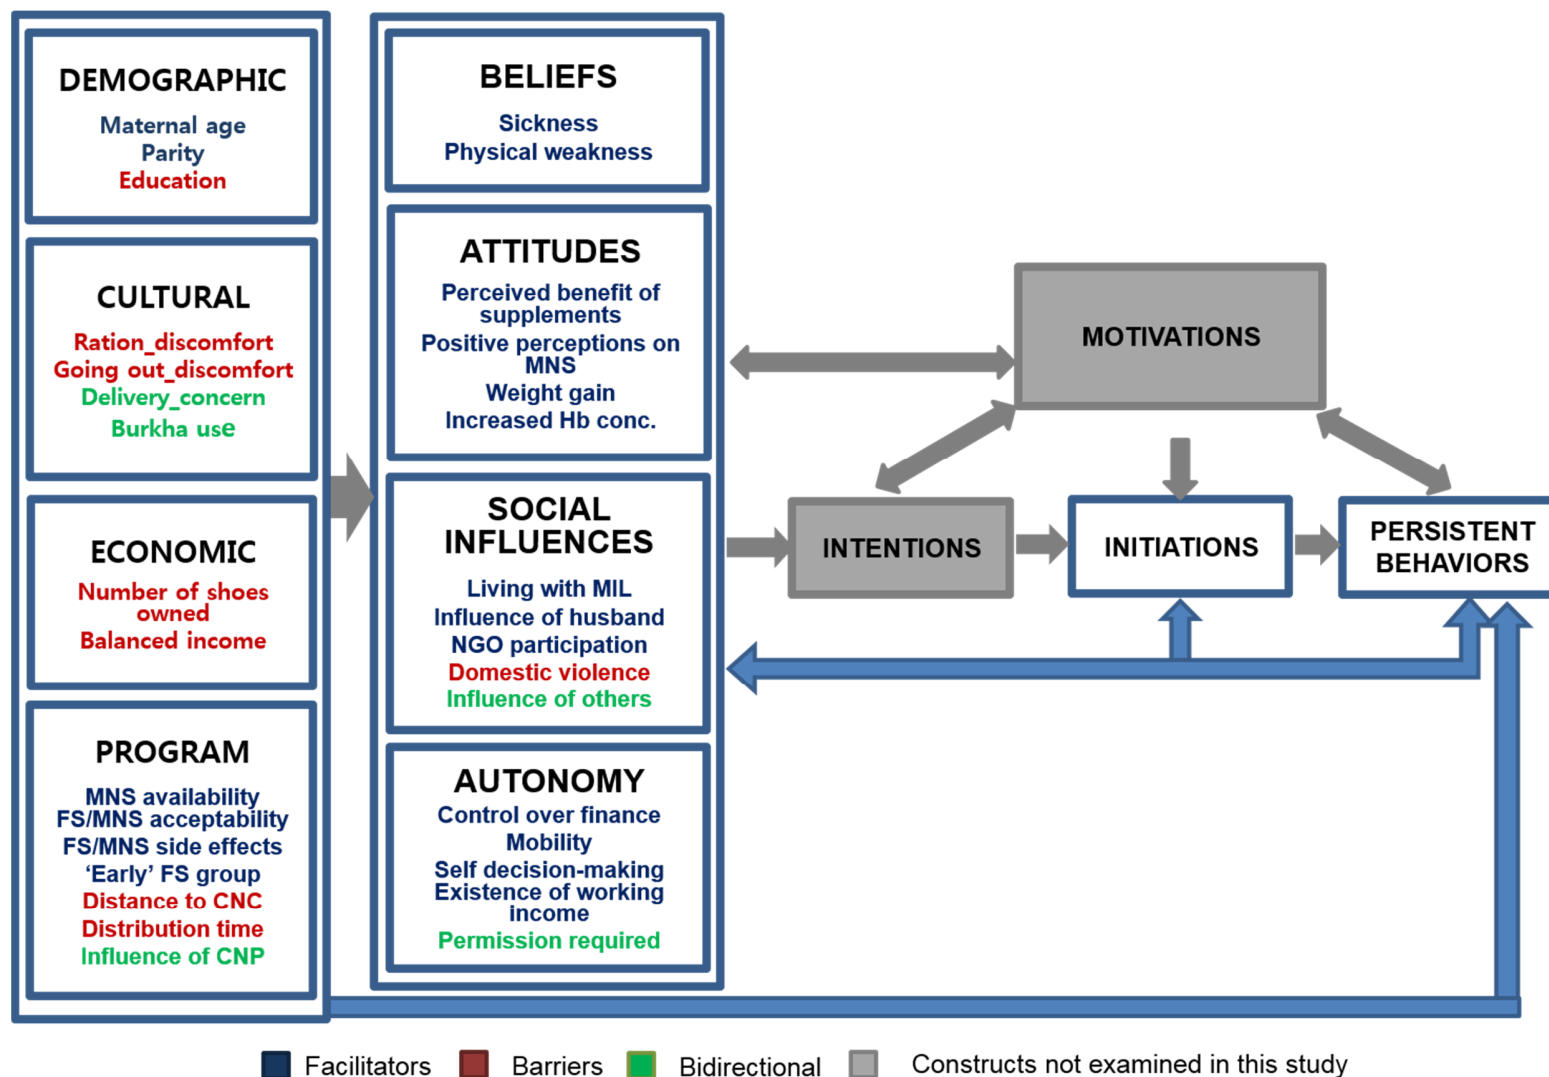 DEMOGRAPHIC
Maternal age
Parity
Education
CULTURAL
Ration_discomfort
Going out_discomfort
Delivery_concern
Burkha use
ECONOMIC
Number of shoes
owned
Balanced income
PROGRAM
MNS availability
FS/MNS acceptability
FS/MNS side effects
‘Early’ FS group
Distance to CNC
Distribution time
Influence of CNP
BELIEFS
Sickness
Physical weakness
ATTITUDES
Perceived benefit of
supplements
Positive perceptions on
MNS
Weight gain
Increased Hb conc.
SOCIAL
INFLUENCES
Living with MIL
Influence of husband
NGO participation
Domestic violence
Influence of others
AUTONOMY
Control over finance
Mobility
Self decision-making
Existence of working
income
Permission required
MOTIVATIONS
INTENTIONS
INITIATIONS
PERSISTENT
BEHAVIORS
Facilitators
Barriers
Bidirectional
Constructs not examined in this study